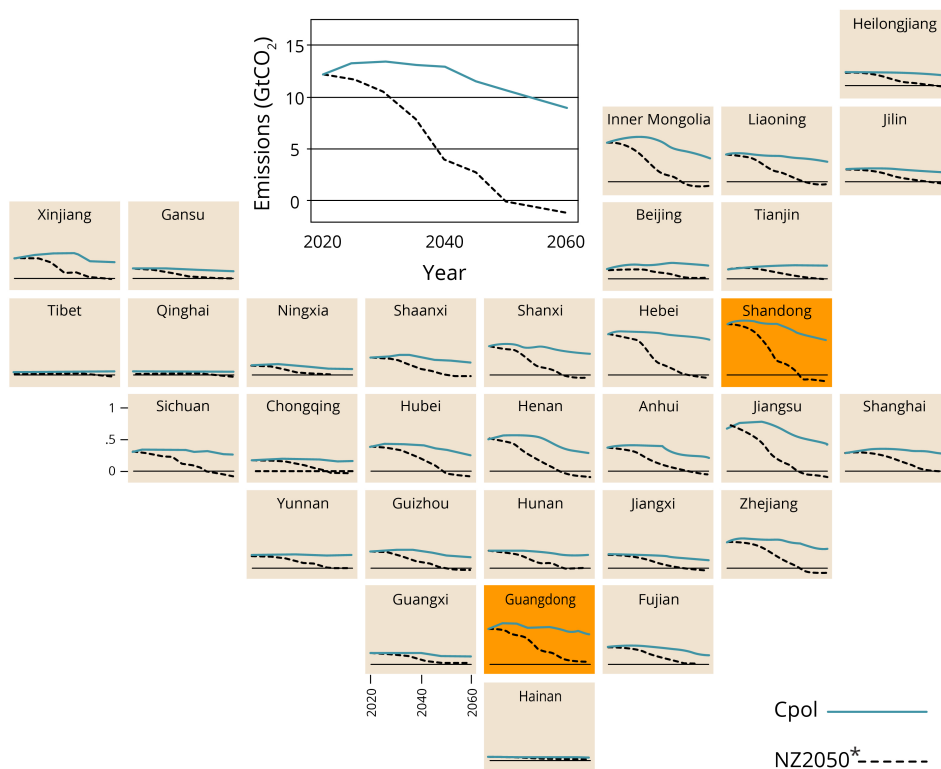 Heilongjiang
15
10
5
0
Emissions (GtCO2)
2020 2040 2060
Year
Inner Mongolia Liaoning Jilin
Xinjiang Gansu Beijing Tianjin
Tibet Qinghai Ningxia Shaanxi Shanxi Hebei Shandong
1
.5
0
Sichuan Chongqing Hubei Henan Anhui Jiangsu Shanghai
Yunnan Guizhou Hunan Jiangxi Zhejiang
Guangxi Guangdong Fujian
2020 2040 2060
Hainan
Cpol
NZ2050*